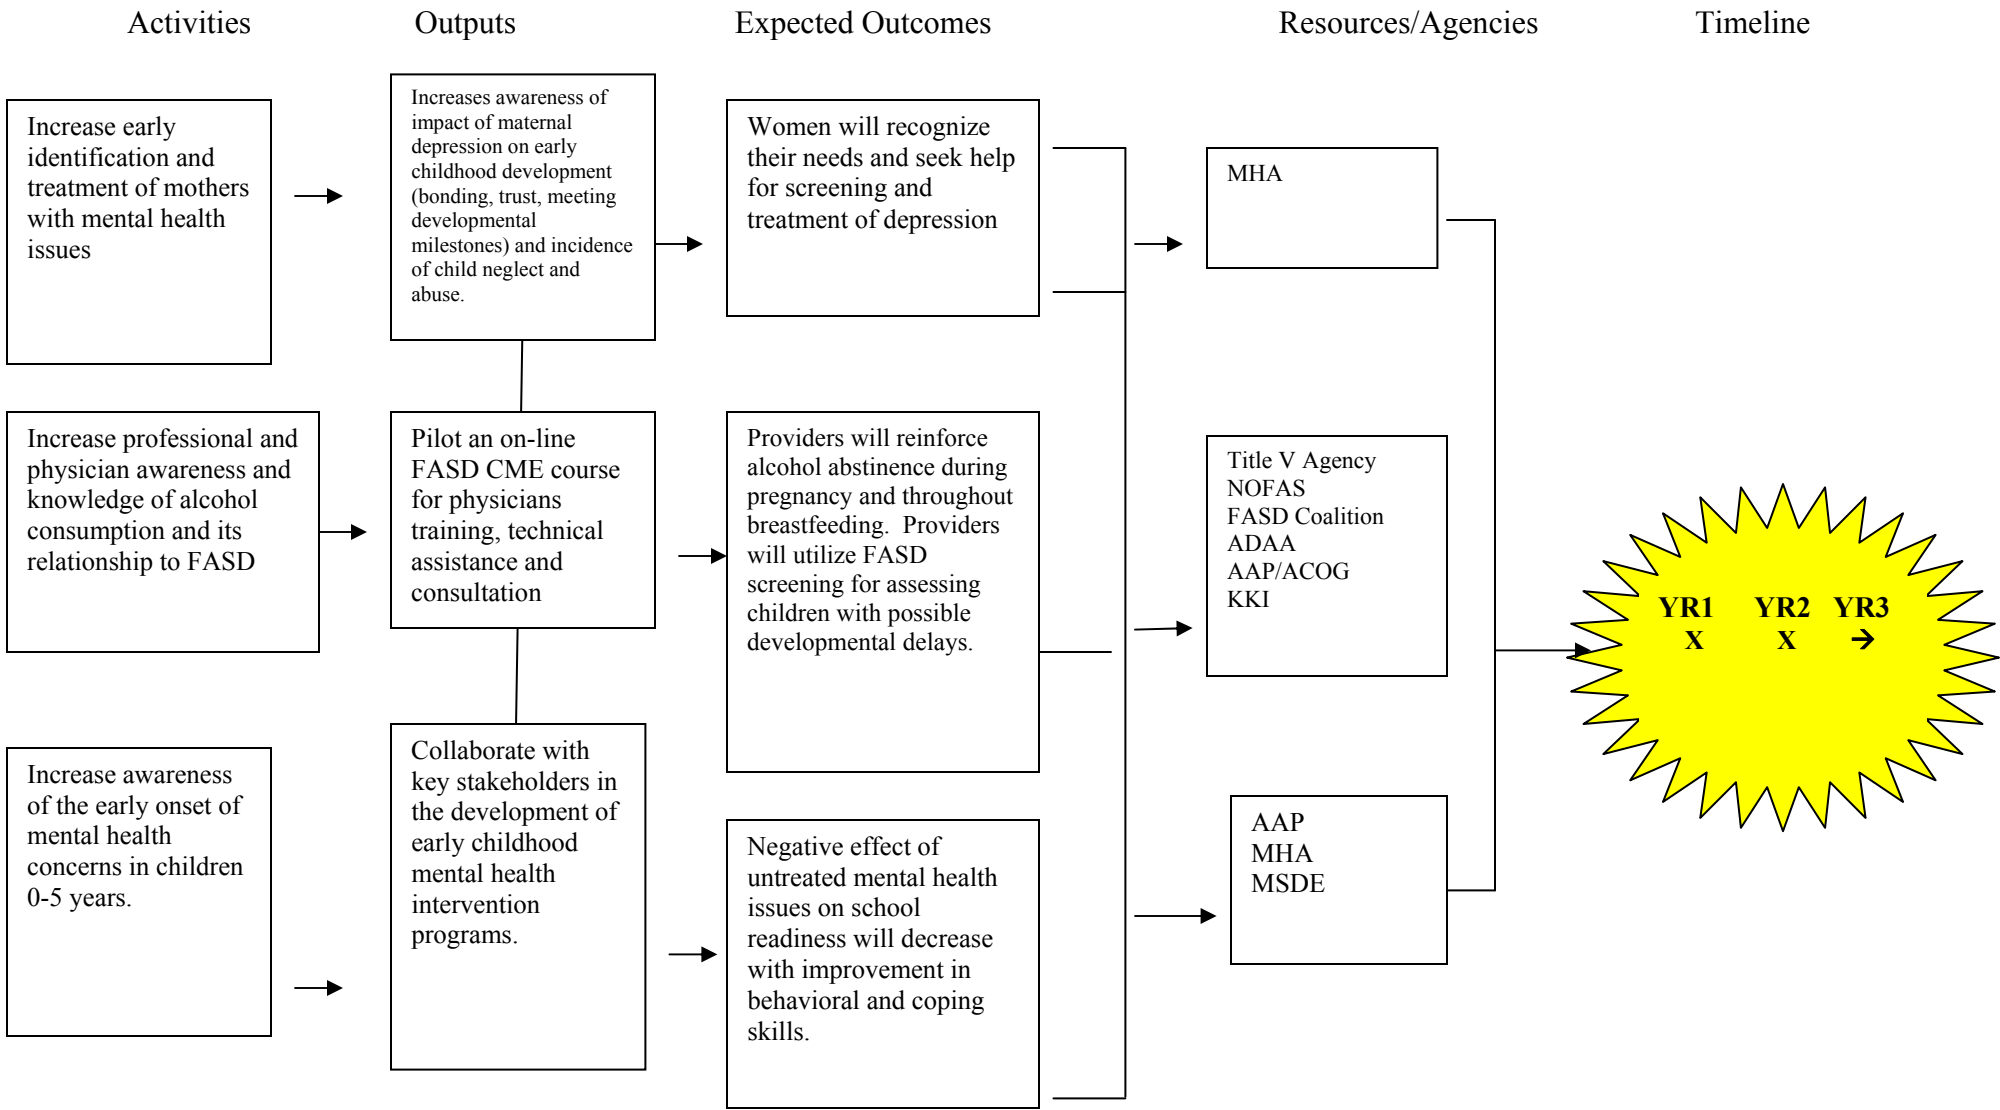 Activities
Outputs
Expected Outcomes
Resources/Agencies
Timeline
Increase early
identification and
treatment of mothers
with mental health
issues
Increases awareness of
impact of maternal
depression on early
childhood development
(bonding, trust, meeting
developmental
milestones) and incidence
of child neglect and
abuse.
Women will recognize
their needs and seek help
for screening and
treatment of depression
MHA
Increase professional and
physician awareness and
knowledge of alcohol
consumption and its
relationship to FASD
Pilot an on-line
FASD CME course
for physicians
training, technical
assistance and
consultation
Providers will reinforce
alcohol abstinence during
pregnancy and throughout
breastfeeding.  Providers
will utilize FASD
screening for assessing
children with possible
developmental delays.
Title V Agency
NOFAS
FASD Coalition
ADAA
AAP/ACOG
KKI
YR1 YR2 YR3
X X →
Increase awareness
of the early onset of
mental health
concerns in children
0-5 years.
Collaborate with
key stakeholders in
the development of
early childhood
mental health
intervention
programs.
Negative effect of
untreated mental health
issues on school
readiness will decrease
with improvement in
behavioral and coping
skills.
AAP
MHA
MSDE